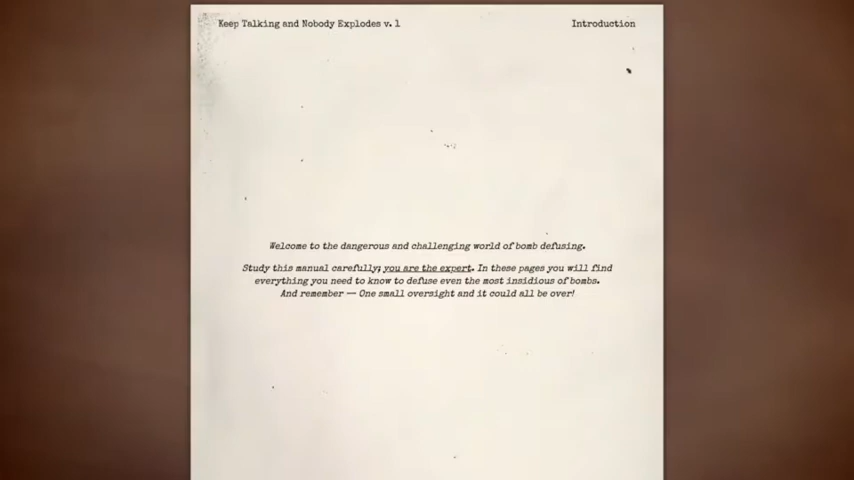 Keep Talking and Nobody Explodes v. 1
Introduction
Welcome to the dangerous and challenging world of bomb defusing.
Study this manual carefully; you are the expert. In these pages you will find
everything you need to know to defuse even the most insidious of bombs.
And remember — One small oversight and it could all be over!